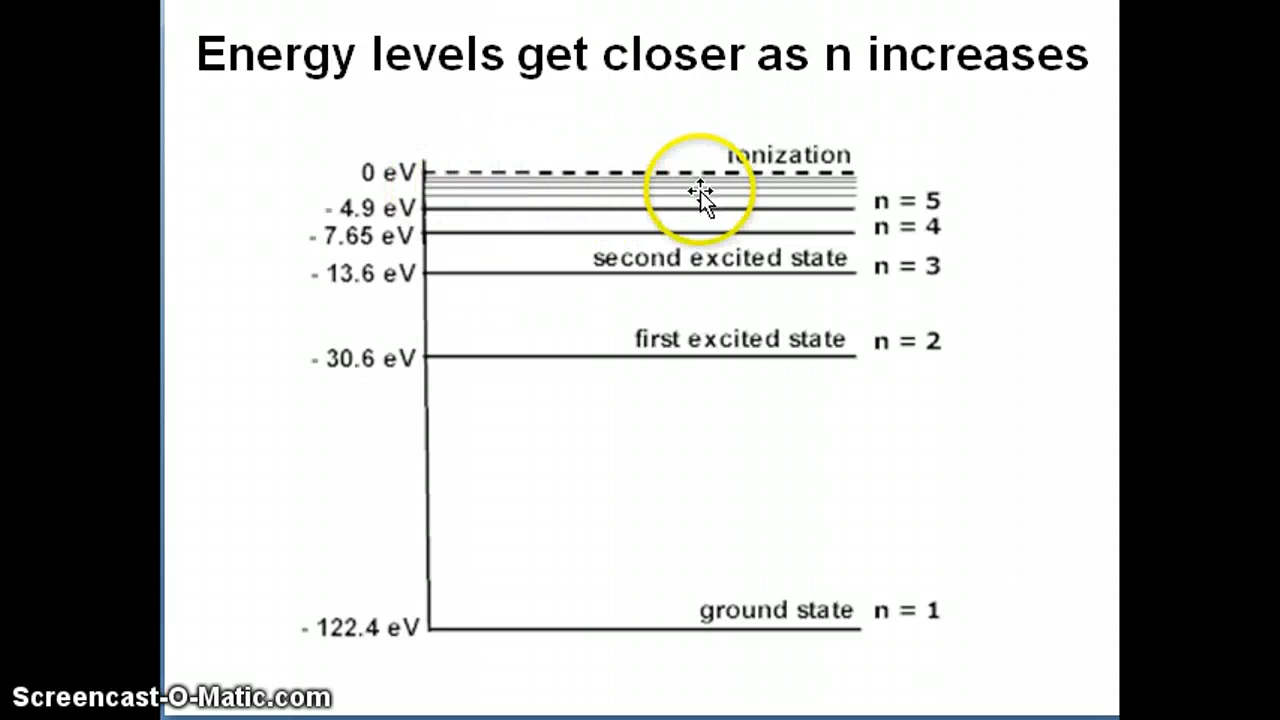 Energy levels get closer as n increases
ionization
0 eV
- 4.9 eV
n = 5
- 7.65 eV
n = 4
second excited state
- 13.6 eV
n = 3
first excited state
n = 2
- 30.6 eV
ground state
n = 1
- 122.4 eV
Screencast-O-Matic.com